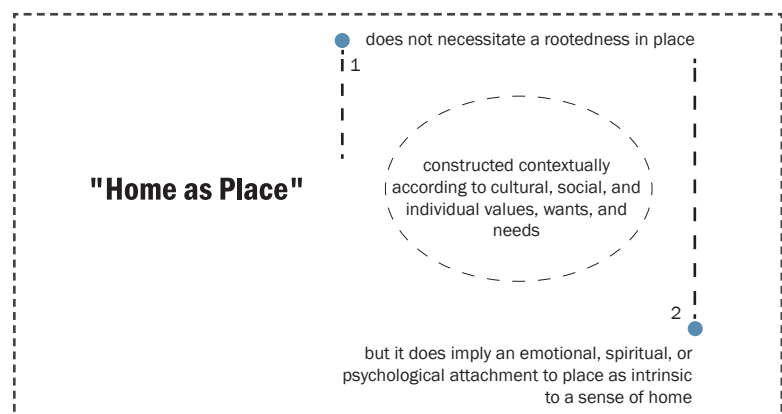 does not necessitate a rootedness in place
1
"Home as Place"
constructed contextually
according to cultural, social, and
individual values, wants, and
needs
2
but it does imply an emotional, spiritual, or
psychological attachment to place as intrinsic
to a sense of home